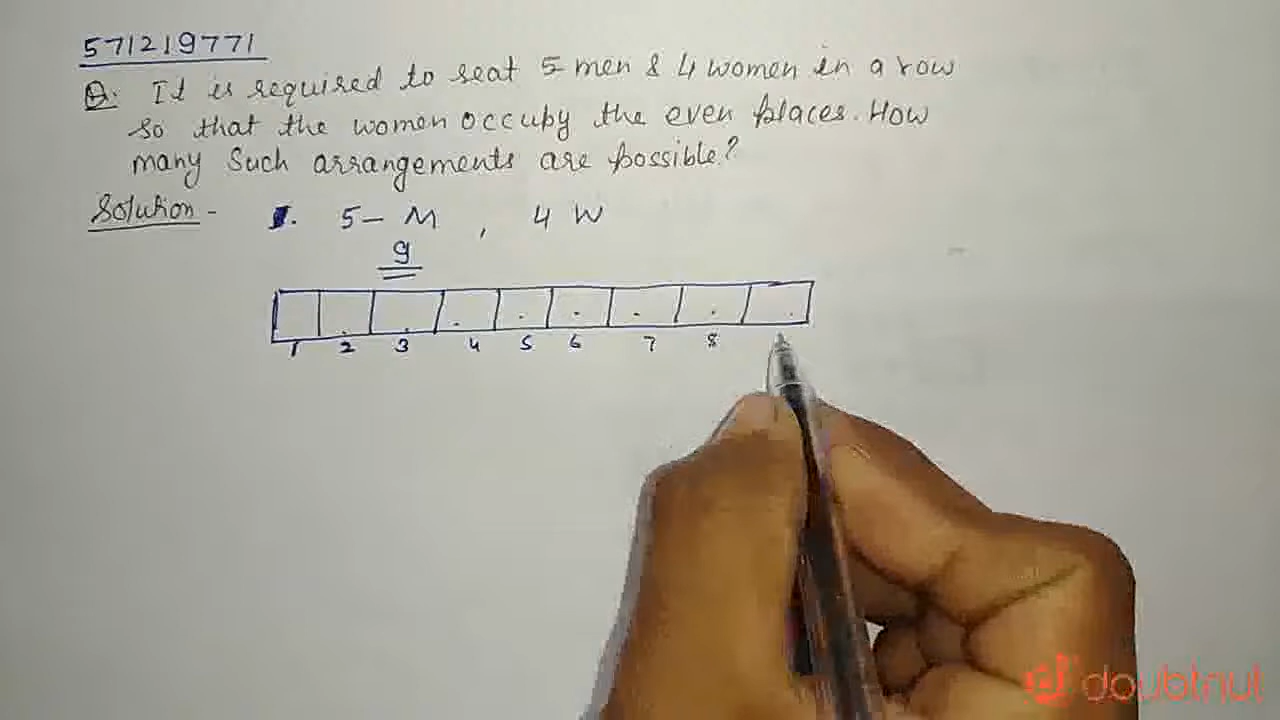 571219771
Q. It is required to seat 5 men & 4 women in a row
so that the women occupy the even places. How
many such arrangements are possible?
Solution - 5 - M , 4 W
9
1 2 3 4 5 6 7 8
doubtnut